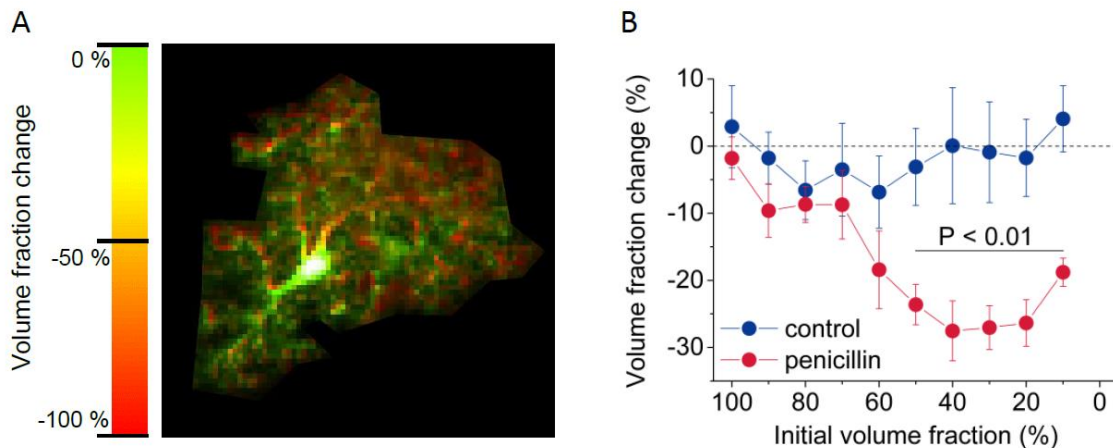 A
0 %
-50 %
-100 %
Volume fraction change
B
10
0
-10
-20
-30
Volume fraction change (%)
P < 0.01
control
penicillin
100 80 60 40 20 0
Initial volume fraction (%)